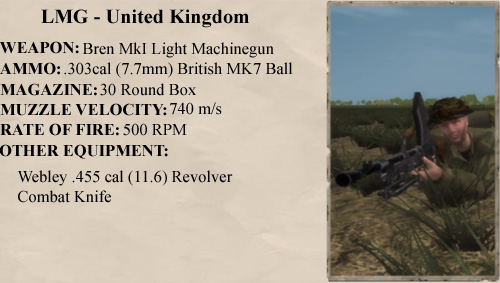 LMG - United Kingdom
WEAPON: Bren MkI Light Machinegun
AMMO: .303cal (7.7mm) British MK7 Ball
MAGAZINE: 30 Round Box
MUZZLE VELOCITY: 740 m/s
RATE OF FIRE: 500 RPM
OTHER EQUIPMENT:
Webley .455 cal (11.6) Revolver
Combat Knife